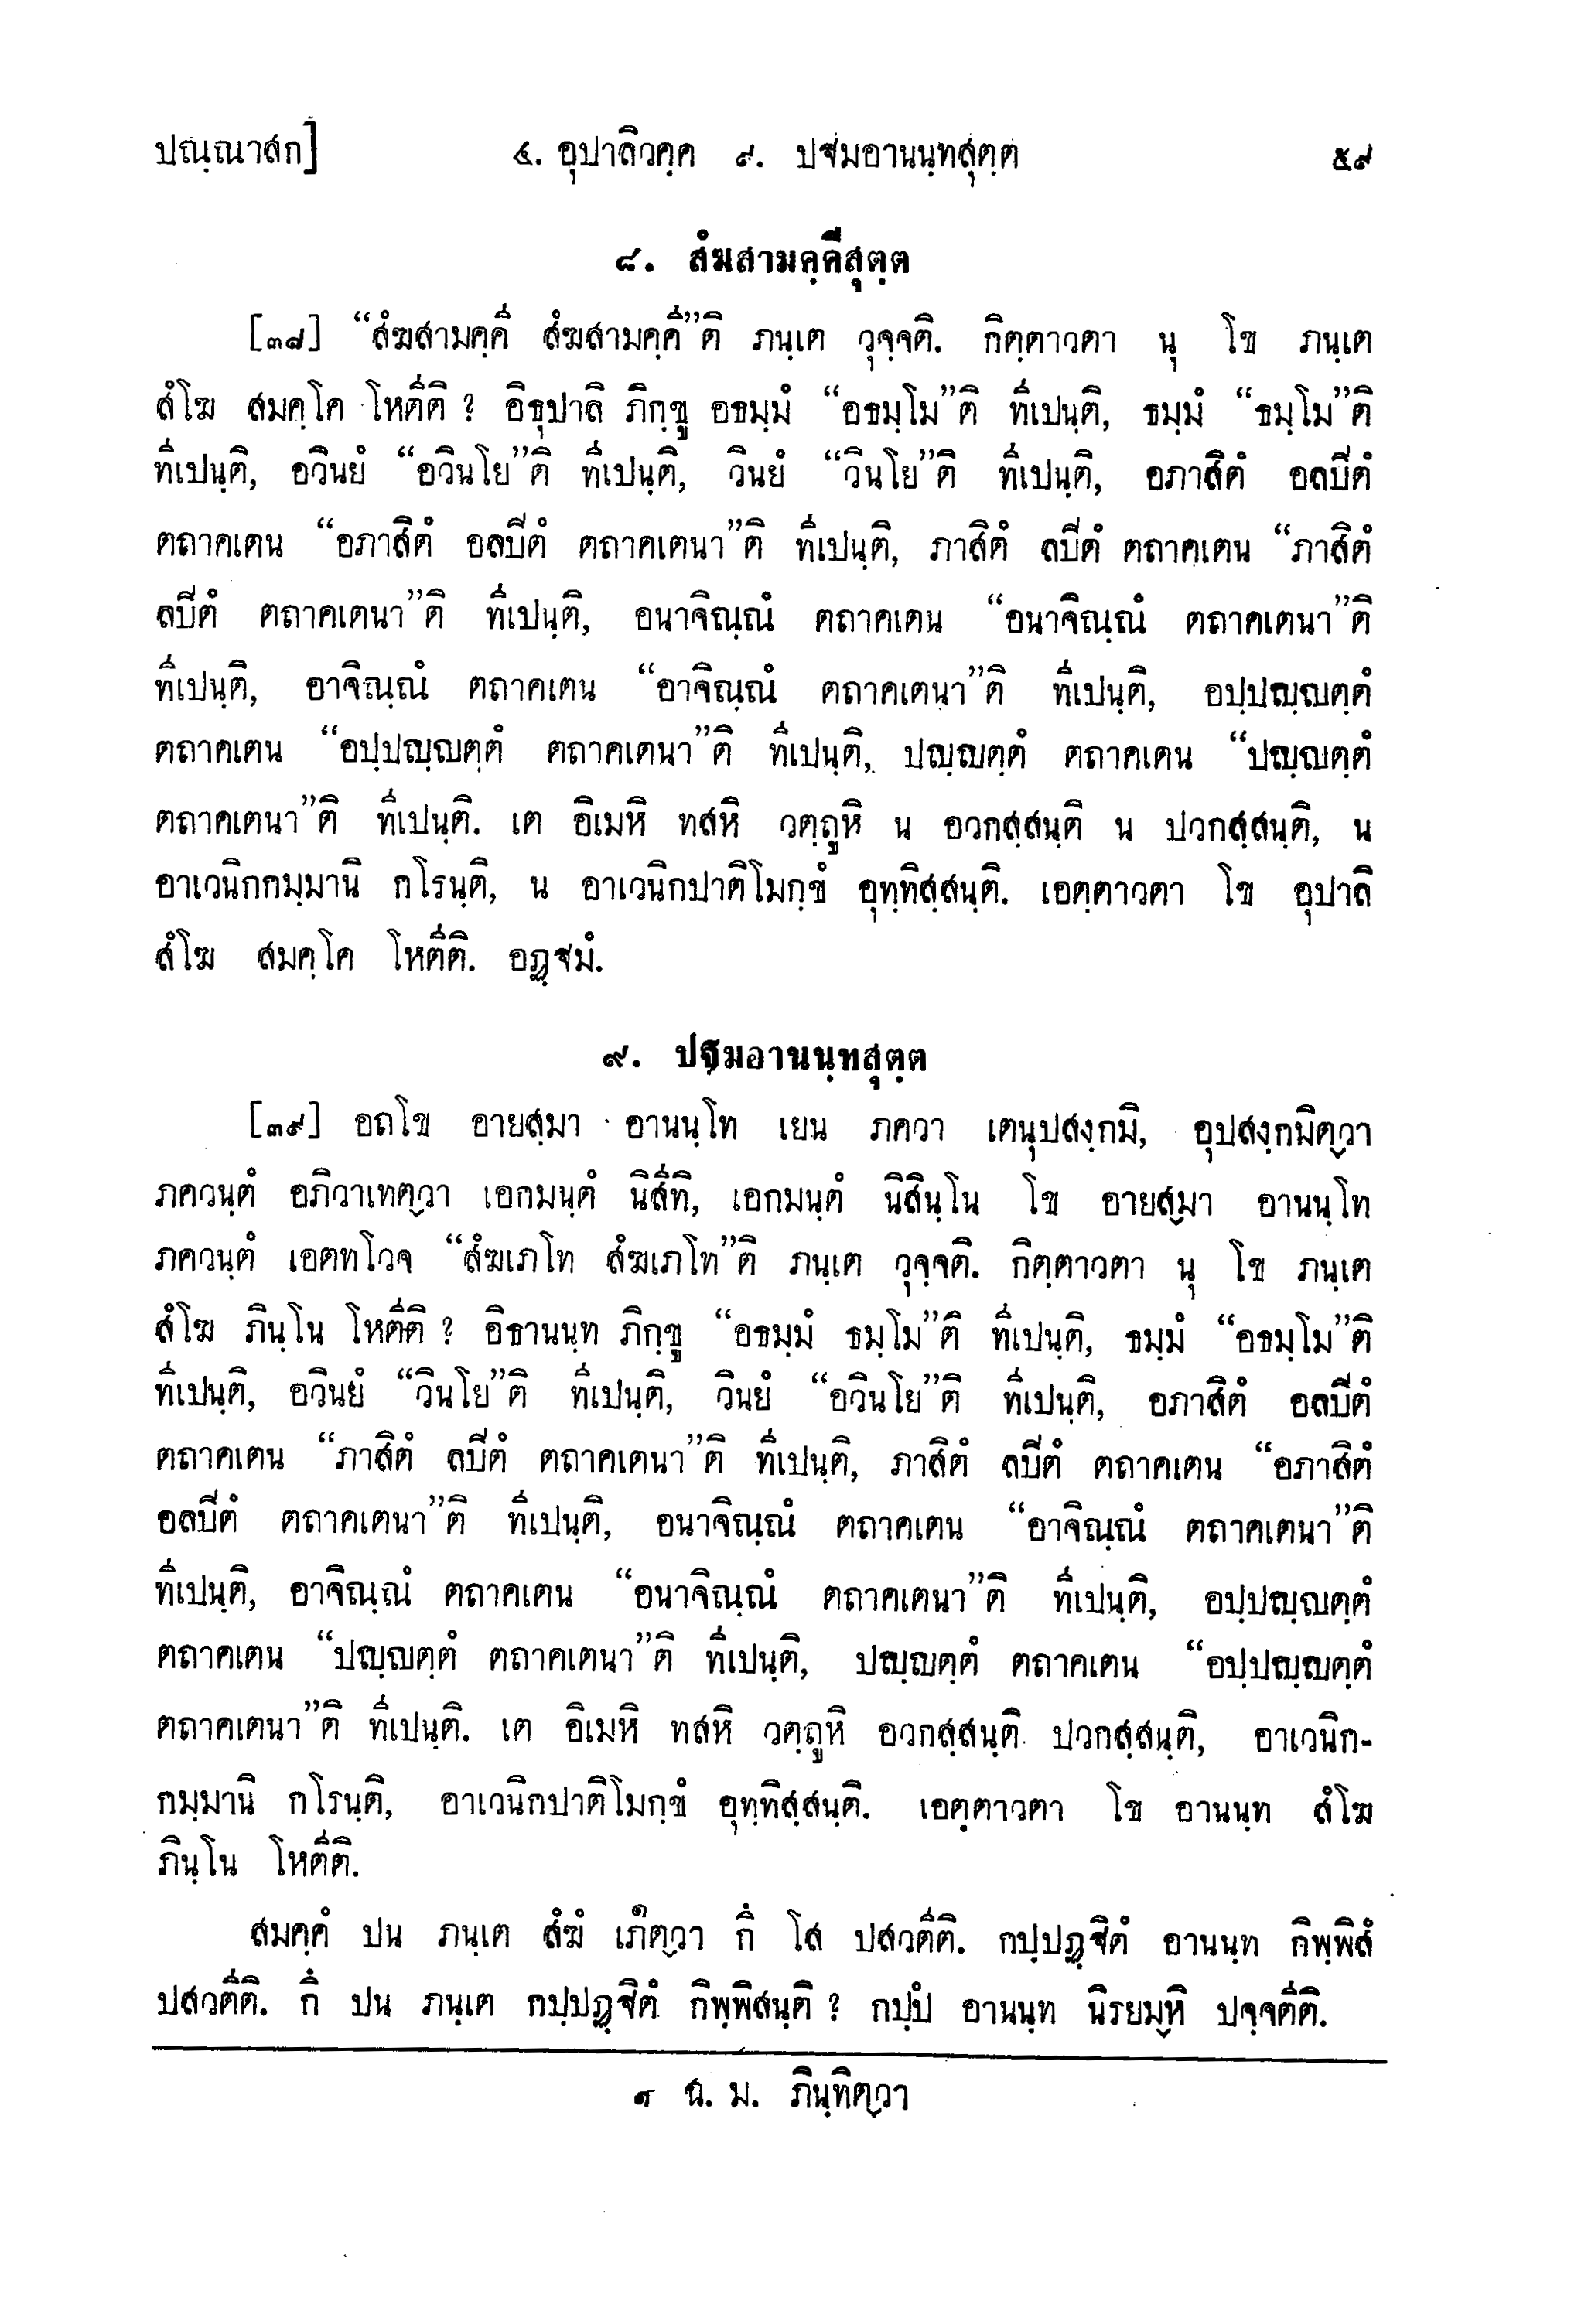 ปณฺณาสก]	๔. อุปาลิวคฺค ๙. ปฐมอานนฺทสุตฺต	๕๙
๘. สํฆสามคฺคีสุตฺต
[๓๘] “สํฆสามคฺคึ สํฆสามคฺคึ”ติ ภนฺเต วุจฺจติ. กิตฺตาวตา นุ โข ภนฺเต
สํโฆ สมคฺโค โหตีติ ? อิธุปาลิ ภิกฺขู อธมฺมํ “อธมฺโม”ติ ทีเปนฺติ, ธมฺมํ “ธมฺโม”ติ
ทีเปนฺติ, อวินยํ “อวินโย”ติ ทีเปนฺติ, วินยํ “วินโย”ติ ทีเปนฺติ, อภาสิตํ อลปิตํ
ตถาคเตน “อภาสิตํ อลปิตํ ตถาคเตนา”ติ ทีเปนฺติ, ภาสิตํ ลปิตํ ตถาคเตน “ภาสิตํ
ลปิตํ ตถาคเตนา”ติ ทีเปนฺติ, อนาจิณฺณํ ตถาคเตน “อนาจิณฺณํ ตถาคเตนา”ติ
ทีเปนฺติ, อาจิณฺณํ ตถาคเตน “อาจิณฺณํ ตถาคเตนา”ติ ทีเปนฺติ, อปฺปญฺญตฺตํ
ตถาคเตน “อปฺปญฺญตฺตํ ตถาคเตนา”ติ ทีเปนฺติ, ปญฺญตฺตํ ตถาคเตน “ปญฺญตฺตํ
ตถาคเตนา”ติ ทีเปนฺติ. เต อิเมหิ ทสหิ วตฺถูหิ น อวกสฺสนฺติ น ปวกสฺสนฺติ, น
อาเวนิกกมฺมานิ กโรนฺติ, น อาเวนิกปาติโมกฺขํ อุทฺทิสฺสนฺติ. เอตฺตาวตา โข อุปาลิ
สํโฆ สมคฺโค โหตีติ. อฏฺฐมํ.
๙. ปฐมอานนฺทสุตฺต
[๓๙] อถโข อายสฺมา อานนฺโท เยน ภควา เตนุปสงฺกมิ, อุปสงฺกมิตฺวา
ภควนฺตํ อภิวาเทตฺวา เอกมนฺตํ นิสีทิ, เอกมนฺตํ นิสินฺโน โข อายสฺมา อานนฺโท
ภควนฺตํ เอตทโวจ “สํฆเภโท สํฆเภโท”ติ ภนฺเต วุจฺจติ. กิตฺตาวตา นุ โข ภนฺเต
สํโฆ ภินฺโน โหตีติ ? อิธานนฺท ภิกฺขู “อธมฺมํ ธมฺโม”ติ ทีเปนฺติ, ธมฺมํ “อธมฺโม”ติ
ทีเปนฺติ, อวินยํ “วินโย”ติ ทีเปนฺติ, วินยํ “อวินโย”ติ ทีเปนฺติ, อภาสิตํ อลปิตํ
ตถาคเตน “ภาสิตํ ลปิตํ ตถาคเตนา”ติ ทีเปนฺติ, ภาสิตํ ลปิตํ ตถาคเตน “อภาสิตํ
อลปิตํ ตถาคเตนา”ติ ทีเปนฺติ, อนาจิณฺณํ ตถาคเตน “อาจิณฺณํ ตถาคเตนา”ติ
ทีเปนฺติ, อาจิณฺณํ ตถาคเตน “อนาจิณฺณํ ตถาคเตนา”ติ ทีเปนฺติ, อปฺปญฺญตฺตํ
ตถาคเตน “ปญฺญตฺตํ ตถาคเตนา”ติ ทีเปนฺติ, ปญฺญตฺตํ ตถาคเตน “อปฺปญฺญตฺตํ
ตถาคเตนา”ติ ทีเปนฺติ. เต อิเมหิ ทสหิ วตฺถูหิ อวกสฺสนฺติ ปวกสฺสนฺติ, อาเวนิก-
กมฺมานิ กโรนฺติ, อาเวนิกปาติโมกฺขํ อุทฺทิสฺสนฺติ. เอตฺตาวตา โข อานนฺท สํโฆ
ภินฺโน โหตีติ.
สมคฺคํ ปน ภนฺเต สํฆํ เภ๑ตฺวา กึ โส ปสวตีติ. กปฺปฏฺฐิตํ อานนฺท กิพฺพิสํ
ปสวตีติ. กึ ปน ภนฺเต กปฺปฏฺฐิตํ กิพฺพิสนฺติ ? กปฺปํ อานนฺท นิรยมฺหิ ปจฺจตีติ.
๑ ฉ. ม. ภินฺทิตฺวา